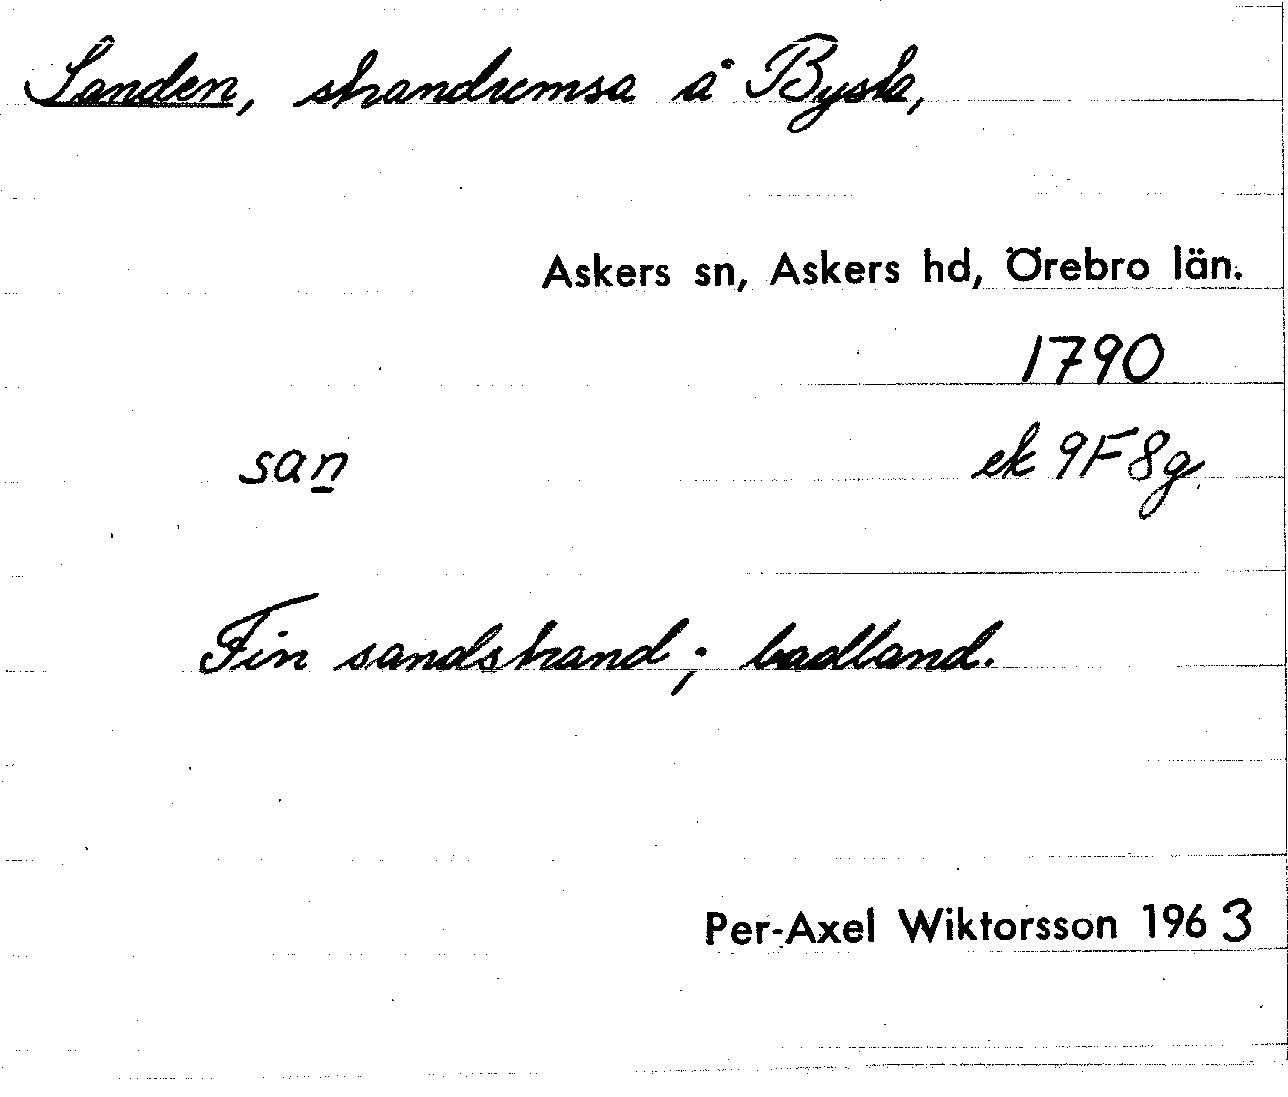 Sanden, strandremsa å Bysta,
Askers sn, Askers hd, Örebro län.
1790
san̲ ek 9F8g.
Fin sandstrand; badland.
Per-Axel Wiktorsson 1963